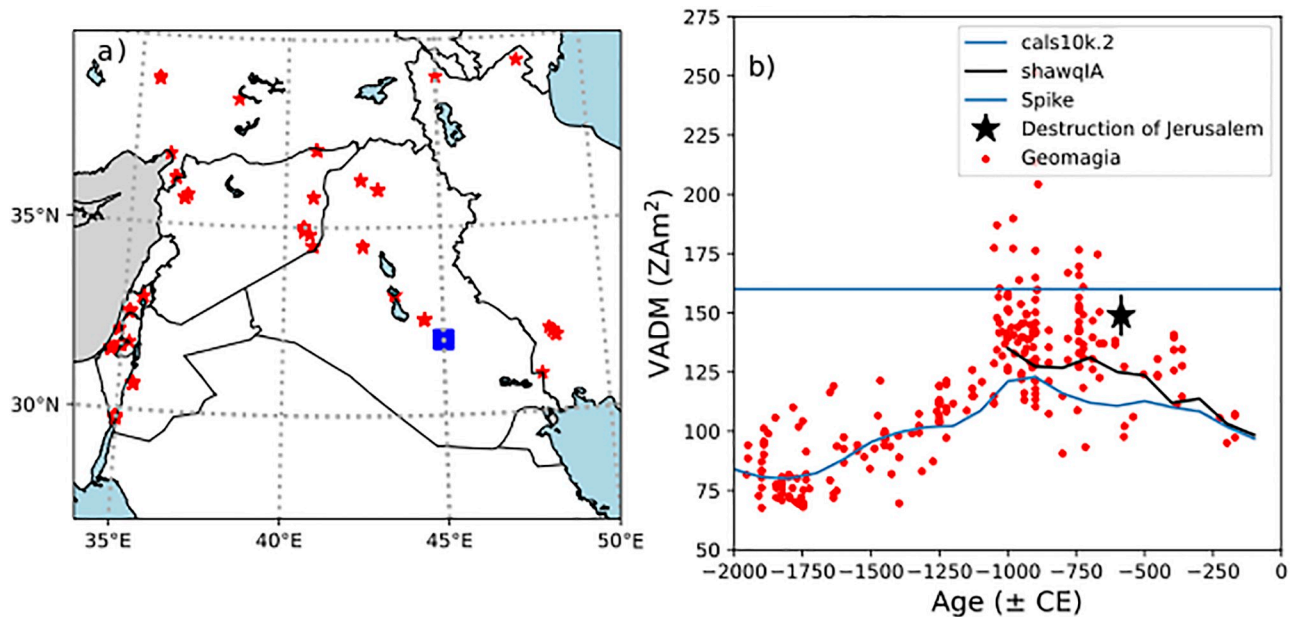 a)
35°N
30°N
35°E 40°E 45°E 50°E
b)
VADM (ZAm²)
275
250
225
200
175
150
125
100
75
50
cals10k.2
shawqIA
Spike
Destruction of Jerusalem
Geomagia
−2000 −1750 −1500 −1250 −1000 −750 −500 −250 0
Age (± CE)